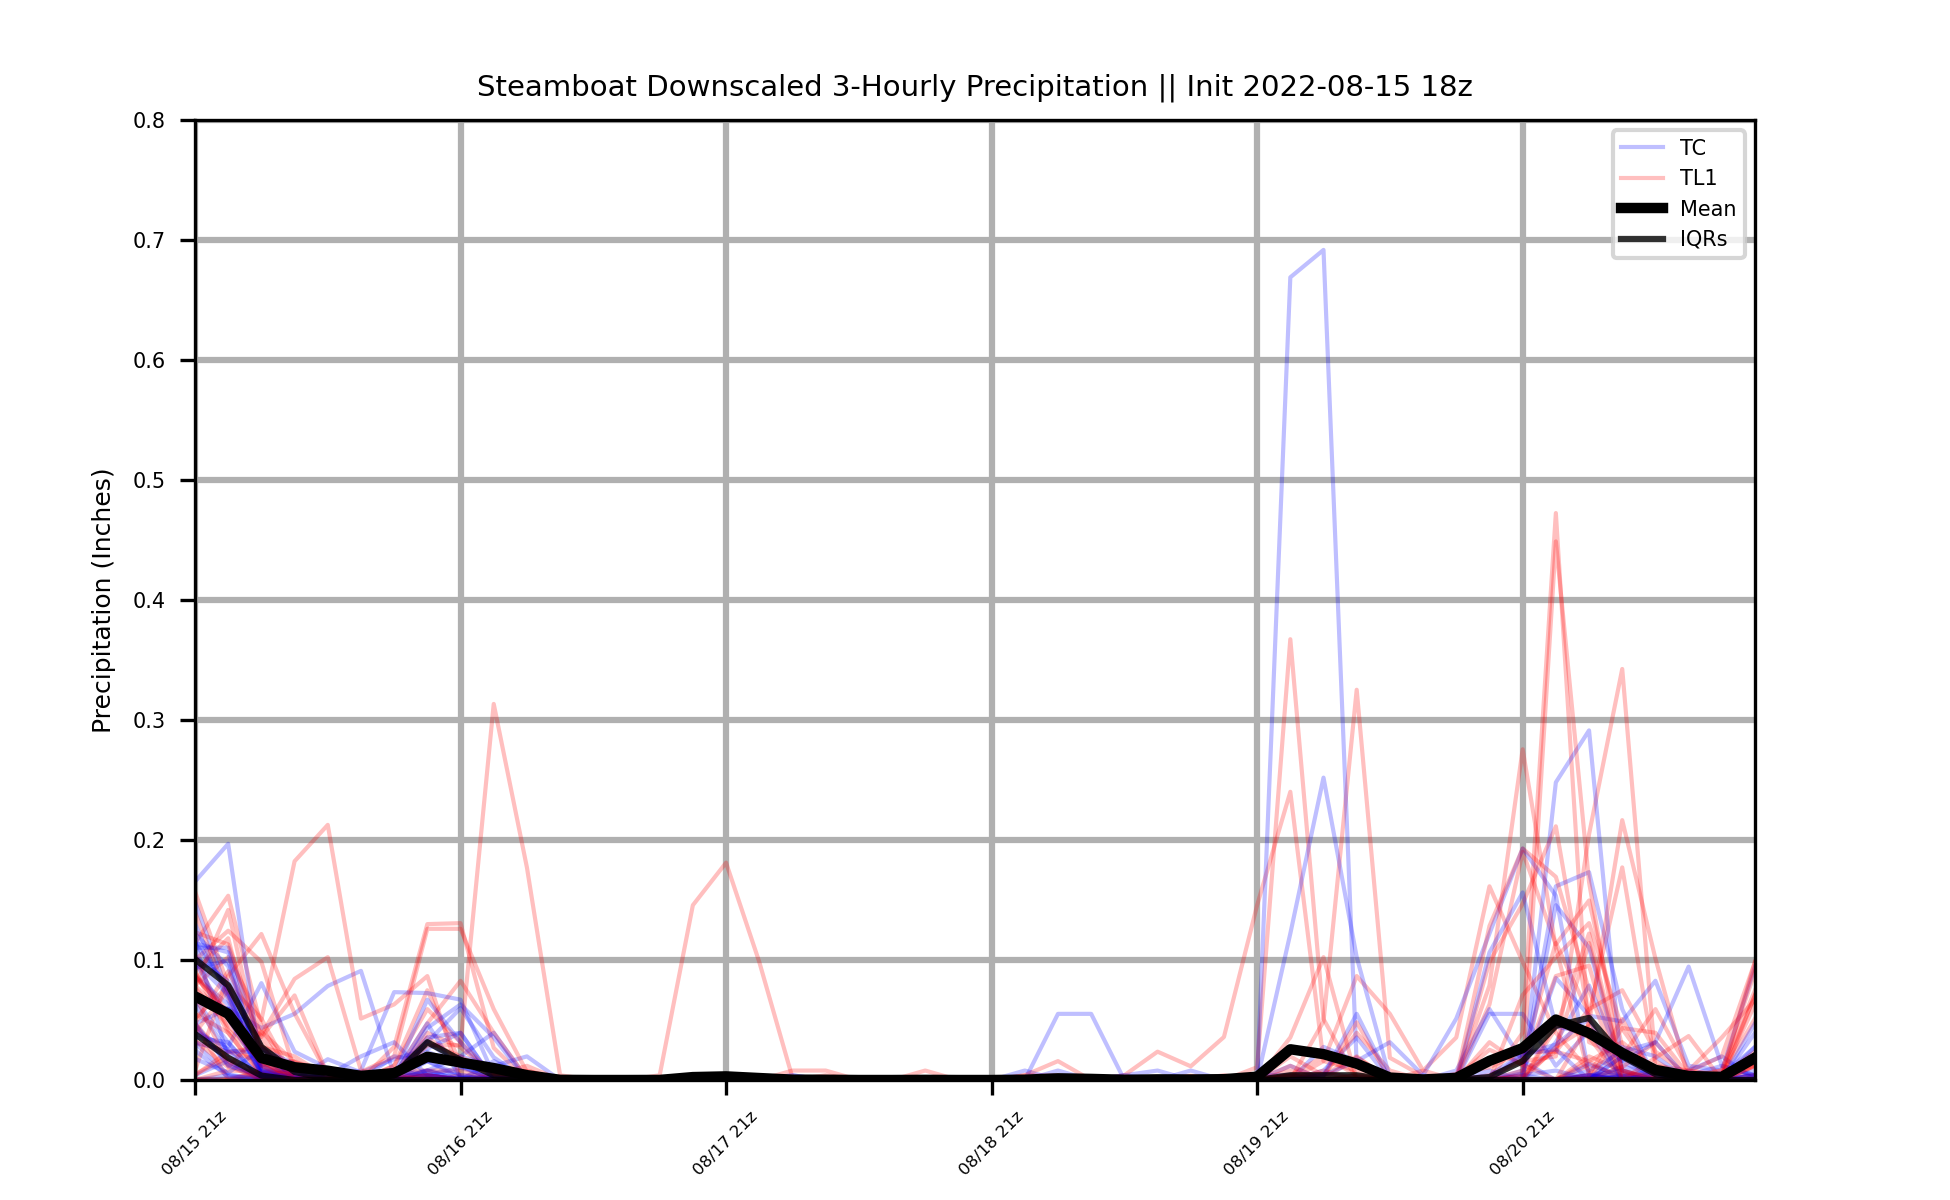 Steamboat Downscaled 3-Hourly Precipitation || Init 2022-08-15 18z
Precipitation (Inches)
0.8
0.7
0.6
0.5
0.4
0.3
0.2
0.1
0.0
TC
TL1
Mean
IQRs
08/15 21z
08/16 21z
08/17 21z
08/18 21z
08/19 21z
08/20 21z